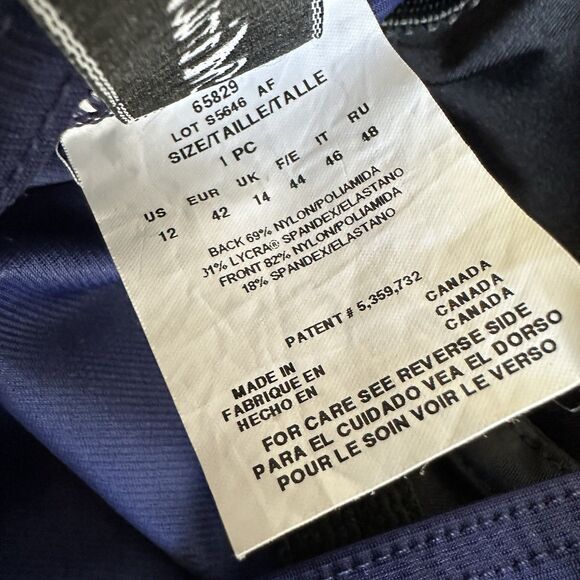 65829
LOT S5646 AF
SIZE/TAILLE/TALLE
1 PC
US EUR UK F/E IT RU
12 42 14 44 46 48
BACK 69% NYLON/POLIAMIDA
31% LYCRA® SPANDEX/ELASTANO
FRONT 82% NYLON/POLIAMIDA
18% SPANDEX/ELASTANO
PATENT # 5,359,732
MADE IN CANADA
FABRIQUE EN CANADA
HECHO EN CANADA
FOR CARE SEE REVERSE SIDE
PARA EL CUIDADO VEA EL DORSO
POUR LE SOIN VOIR LE VERSO